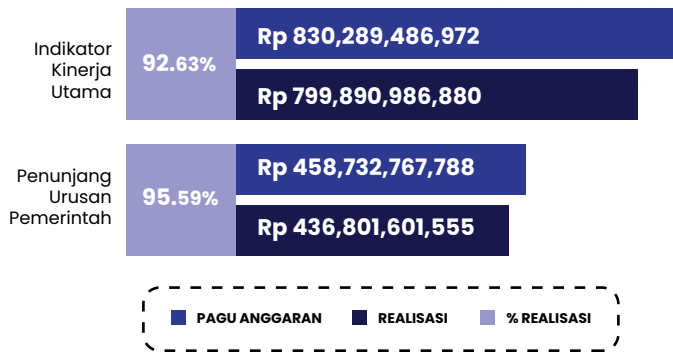 Indikator
Kinerja
Utama
92.63%
Rp 830,289,486,972
Rp 799,890,986,880
Penunjang
Urusan
Pemerintah
95.59%
Rp 458,732,767,788
Rp 436,801,601,555
PAGU ANGGARAN REALISASI % REALISASI